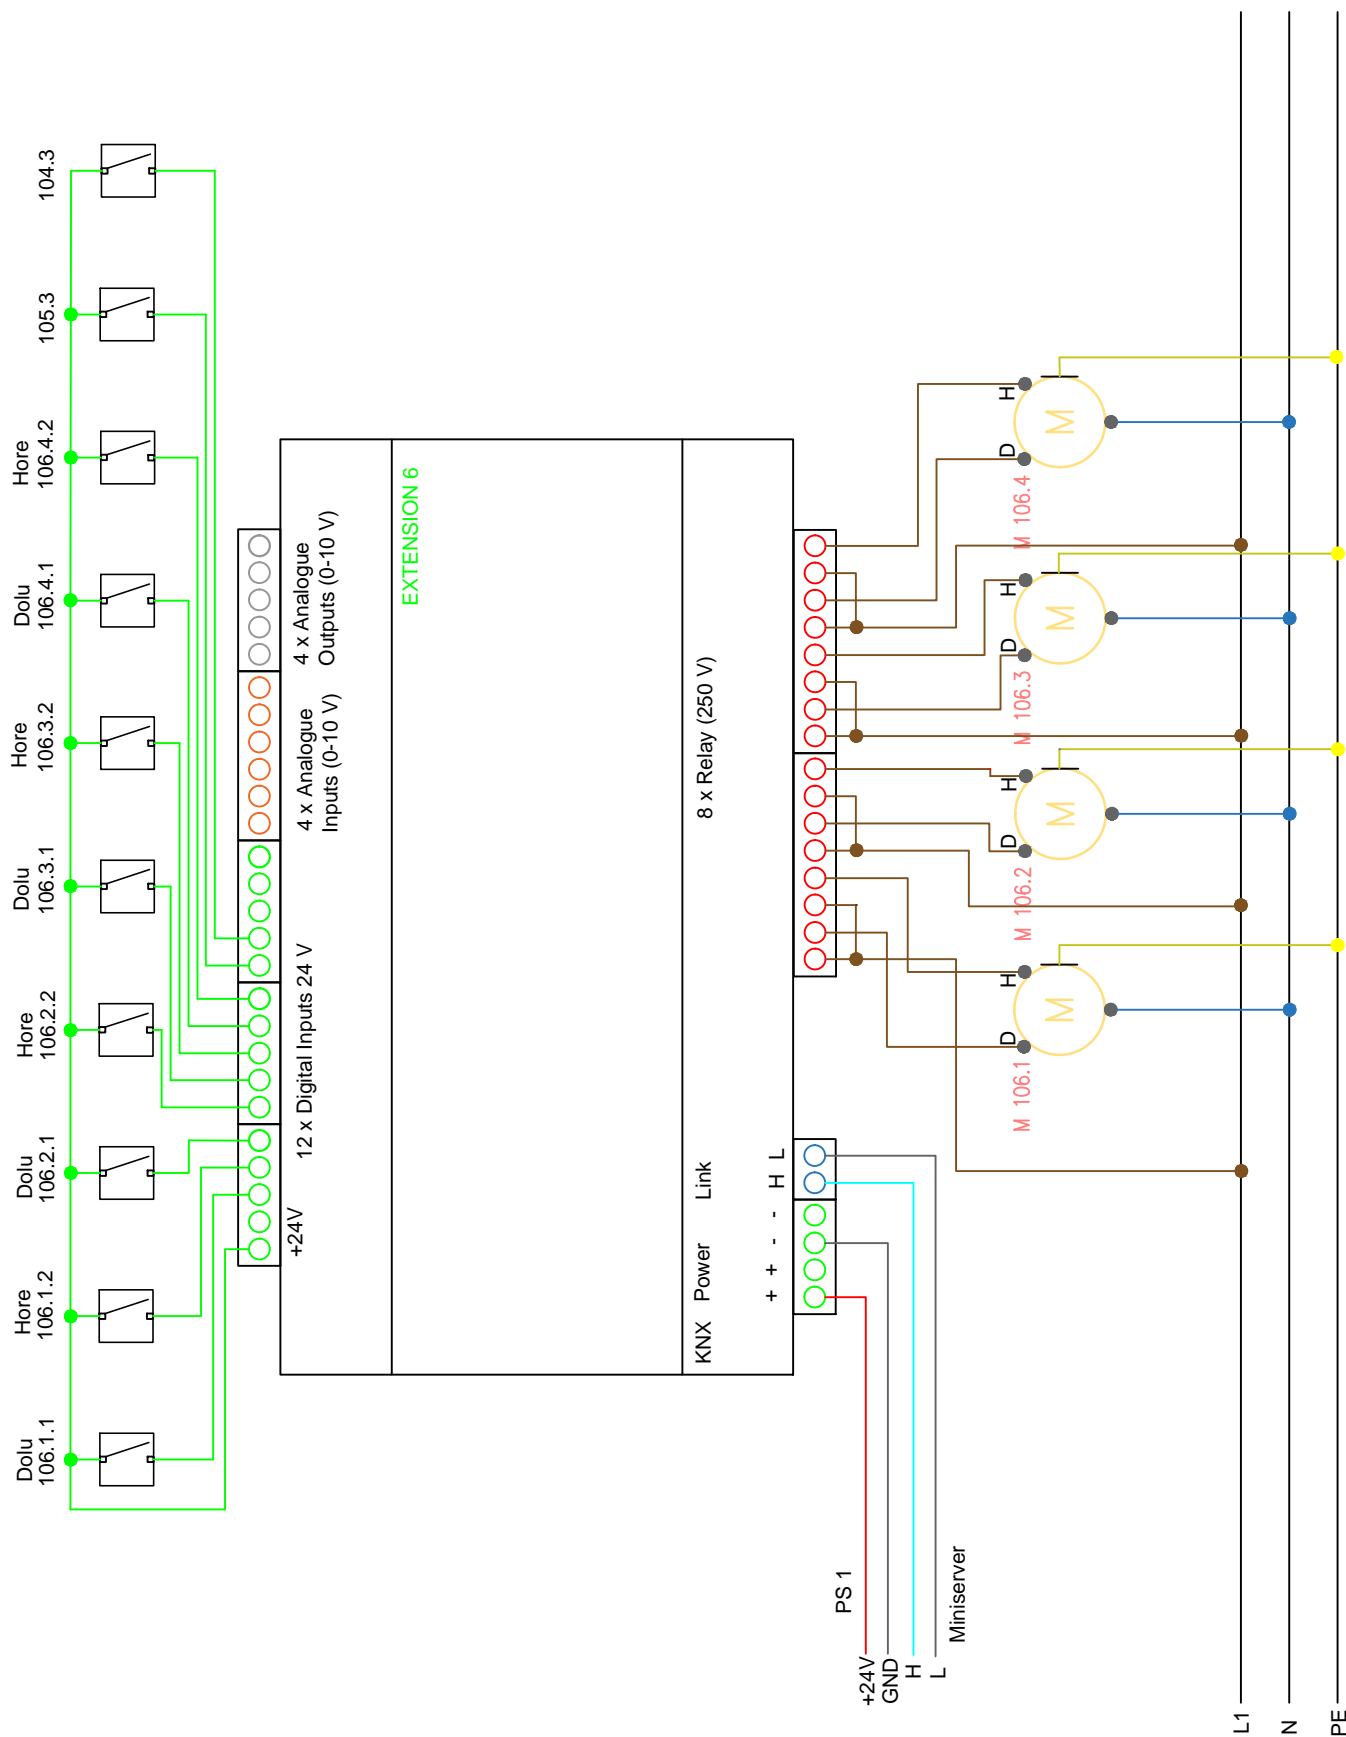 Dolu
106.1.1
Hore
106.1.2
Dolu
106.2.1
Hore
106.2.2
Dolu
106.3.1
Hore
106.3.2
Dolu
106.4.1
Hore
106.4.2
105.3
104.3
+24V
12 x Digital Inputs 24 V
4 x Analogue
Inputs (0-10 V)
4 x Analogue
Outputs (0-10 V)
EXTENSION 6
KNX
Power
Link
8 x Relay (250 V)
+ + - - H L
PS 1
+24V
GND
H
L
Miniserver
M 106.1
D
H
M
M 106.2
D
H
M
M 106.3
D
H
M
M 106.4
D
H
M
L1
N
PE